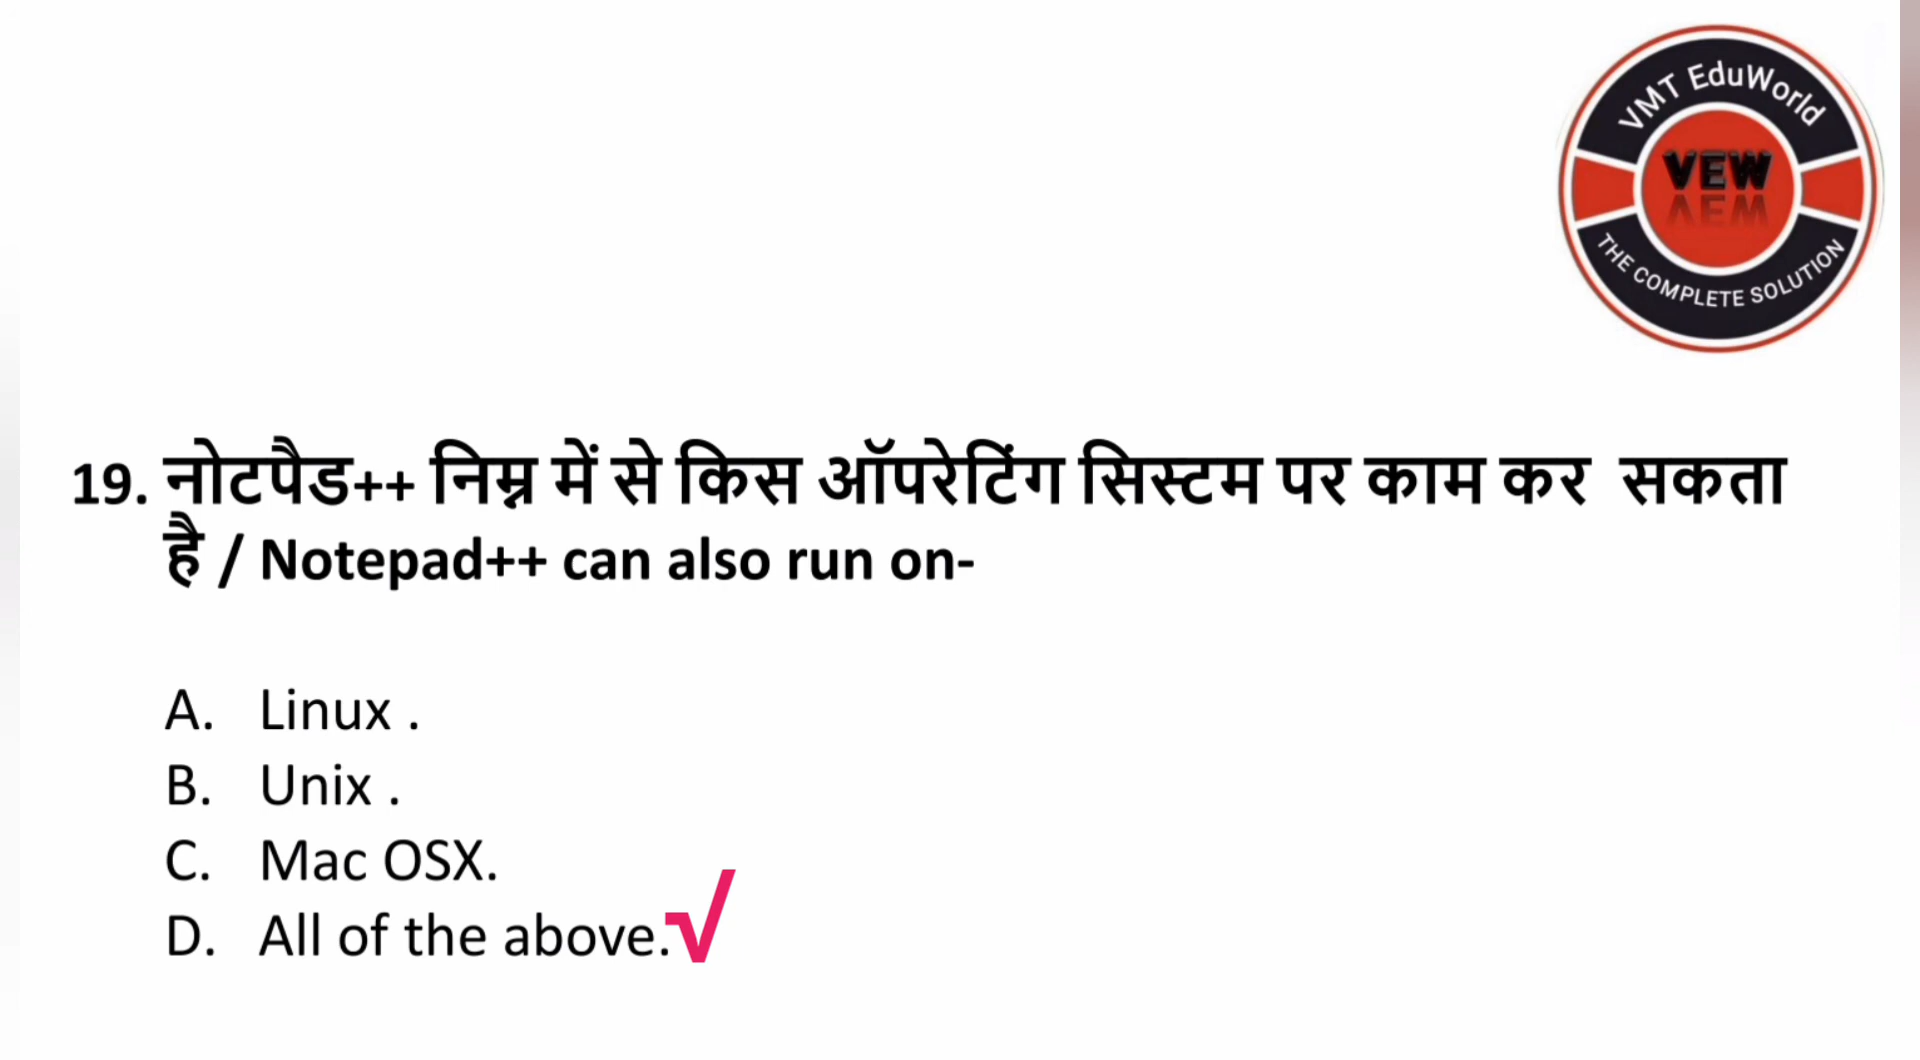 VMT EduWorld
VEW
THE COMPLETE SOLUTION
19. नोटपैड++ निम्न में से किस ऑपरेटिंग सिस्टम पर काम कर सकता
है / Notepad++ can also run on-
A. Linux .
B. Unix .
C. Mac OSX.
D. All of the above.√